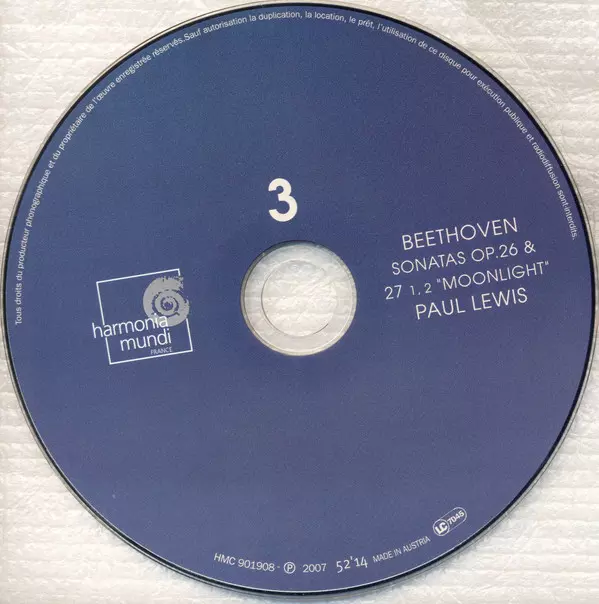 Tous droits du producteur phonographique et du propriétaire de l'œuvre enregistrée réservés.Sauf autorisation la duplication, la location, le prêt, l'utilisation de ce disque pour exécution publique et radiodiffusion sont interdits.
3
BEETHOVEN
SONATAS OP.26 &
27 1, 2 "MOONLIGHT"
PAUL LEWIS
harmonia
mundi
FRANCE
HMC 901908 - ℗ 2007 52'14 MADE IN AUSTRIA LC 7045